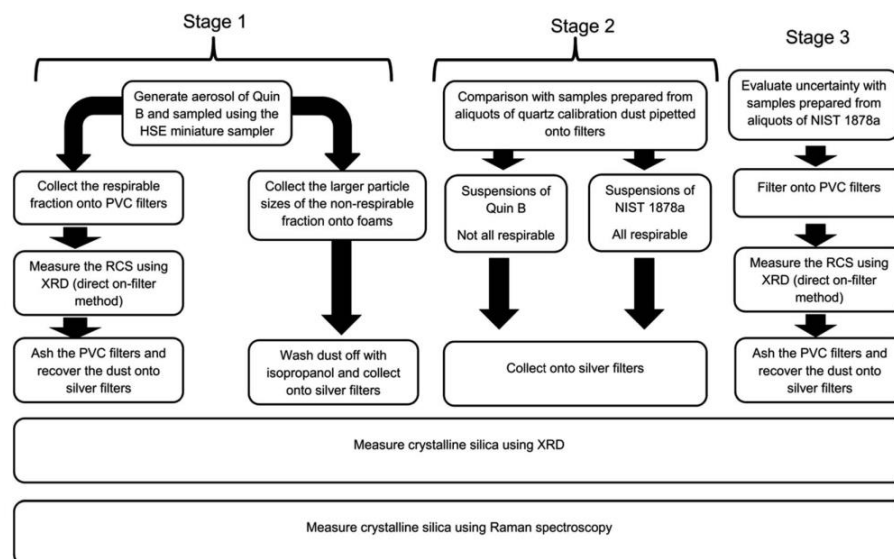 Stage 1
Generate aerosol of Quin
B and sampled using the
HSE miniature sampler
Collect the respirable
fraction onto PVC filters
Measure the RCS using
XRD (direct on-filter
method)
Ash the PVC filters and
recover the dust onto
silver filters
Collect the larger particle
sizes of the non-respirable
fraction onto foams
Wash dust off with
isopropanol and collect
onto silver filters
Stage 2
Comparison with samples prepared from
aliquots of quartz calibration dust pipetted
onto filters
Suspensions of
Quin B
Not all respirable
Suspensions of
NIST 1878a
All respirable
Collect onto silver filters
Stage 3
Evaluate uncertainty with
samples prepared from
aliquots of NIST 1878a
Filter onto PVC filters
Measure the RCS using
XRD (direct on-filter
method)
Ash the PVC filters and
recover the dust onto
silver filters
Measure crystalline silica using XRD
Measure crystalline silica using Raman spectroscopy